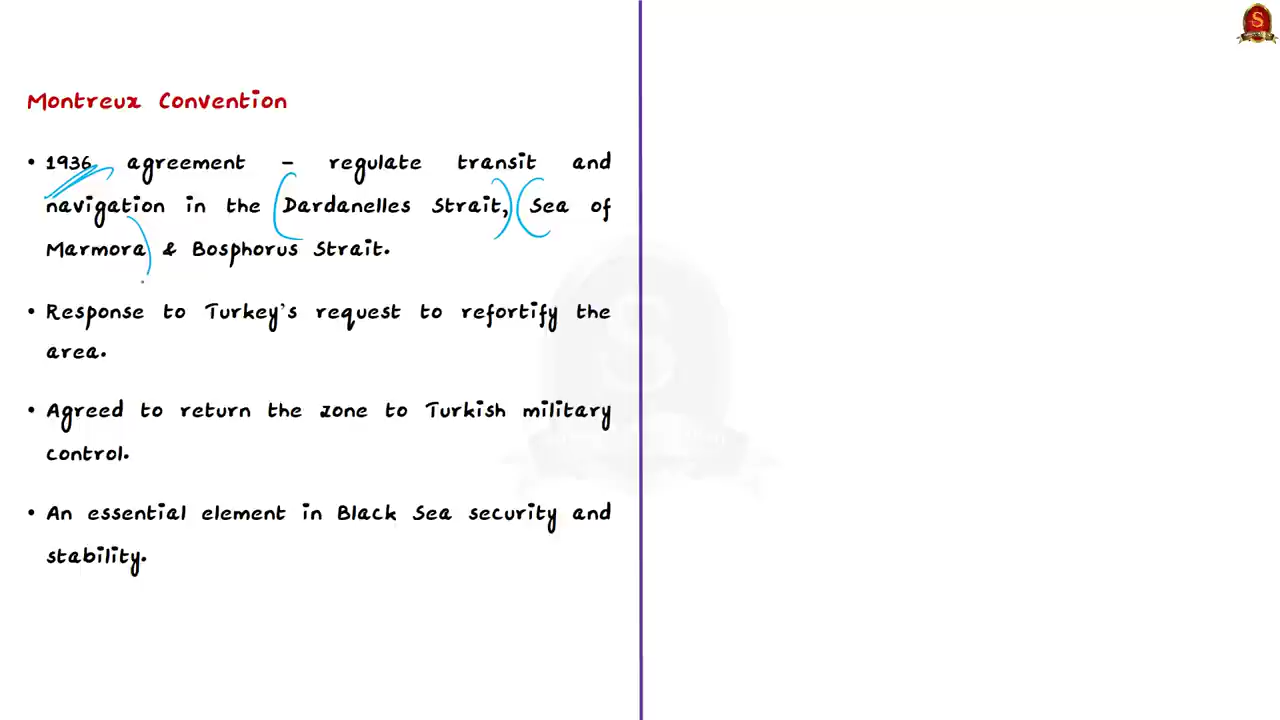 Montreux Convention
• 1936 agreement – regulate transit and
navigation in the Dardanelles Strait, Sea of
Marmora & Bosphorus Strait.
• Response to Turkey's request to refortify the
area.
• Agreed to return the zone to Turkish military
control.
• An essential element in Black Sea security and
stability.